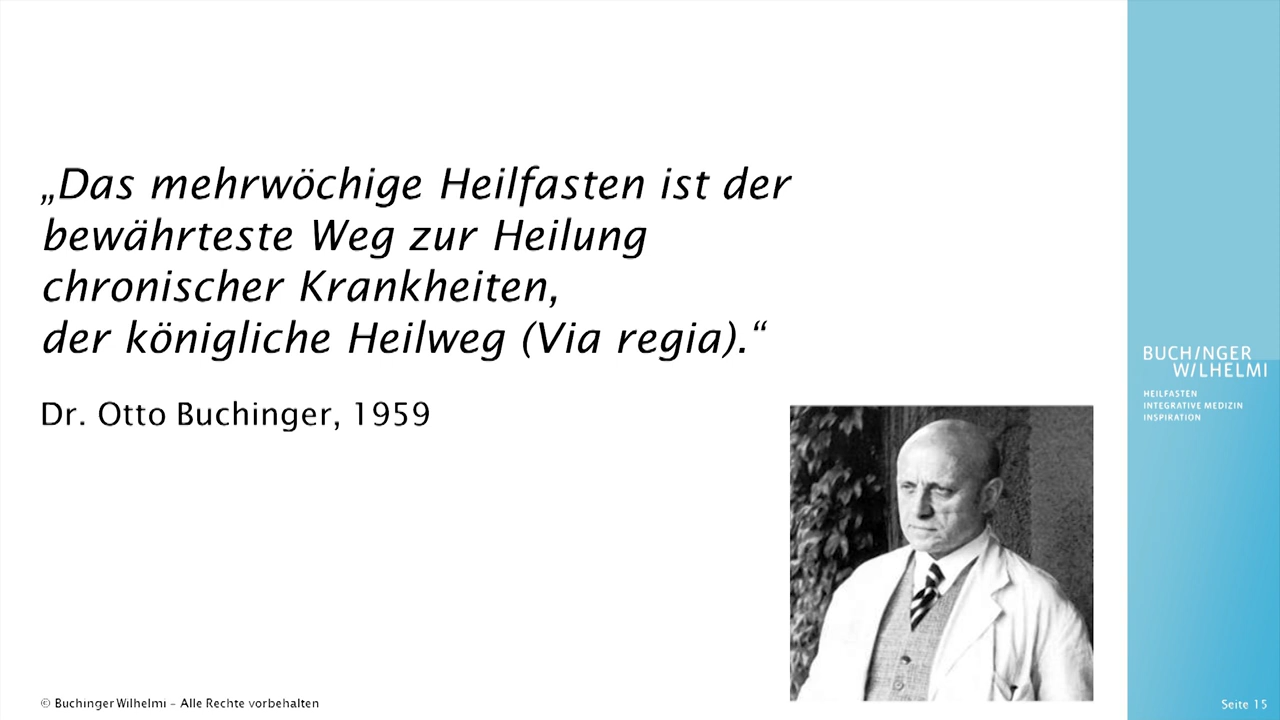 „Das mehrwöchige Heilfasten ist der
bewährteste Weg zur Heilung
chronischer Krankheiten,
der königliche Heilweg (Via regia).“
Dr. Otto Buchinger, 1959
BUCHINGER
WILHELMI
HEILFASTEN
INTEGRATIVE MEDIZIN
INSPIRATION
© Buchinger Wilhelmi – Alle Rechte vorbehalten
Seite 15